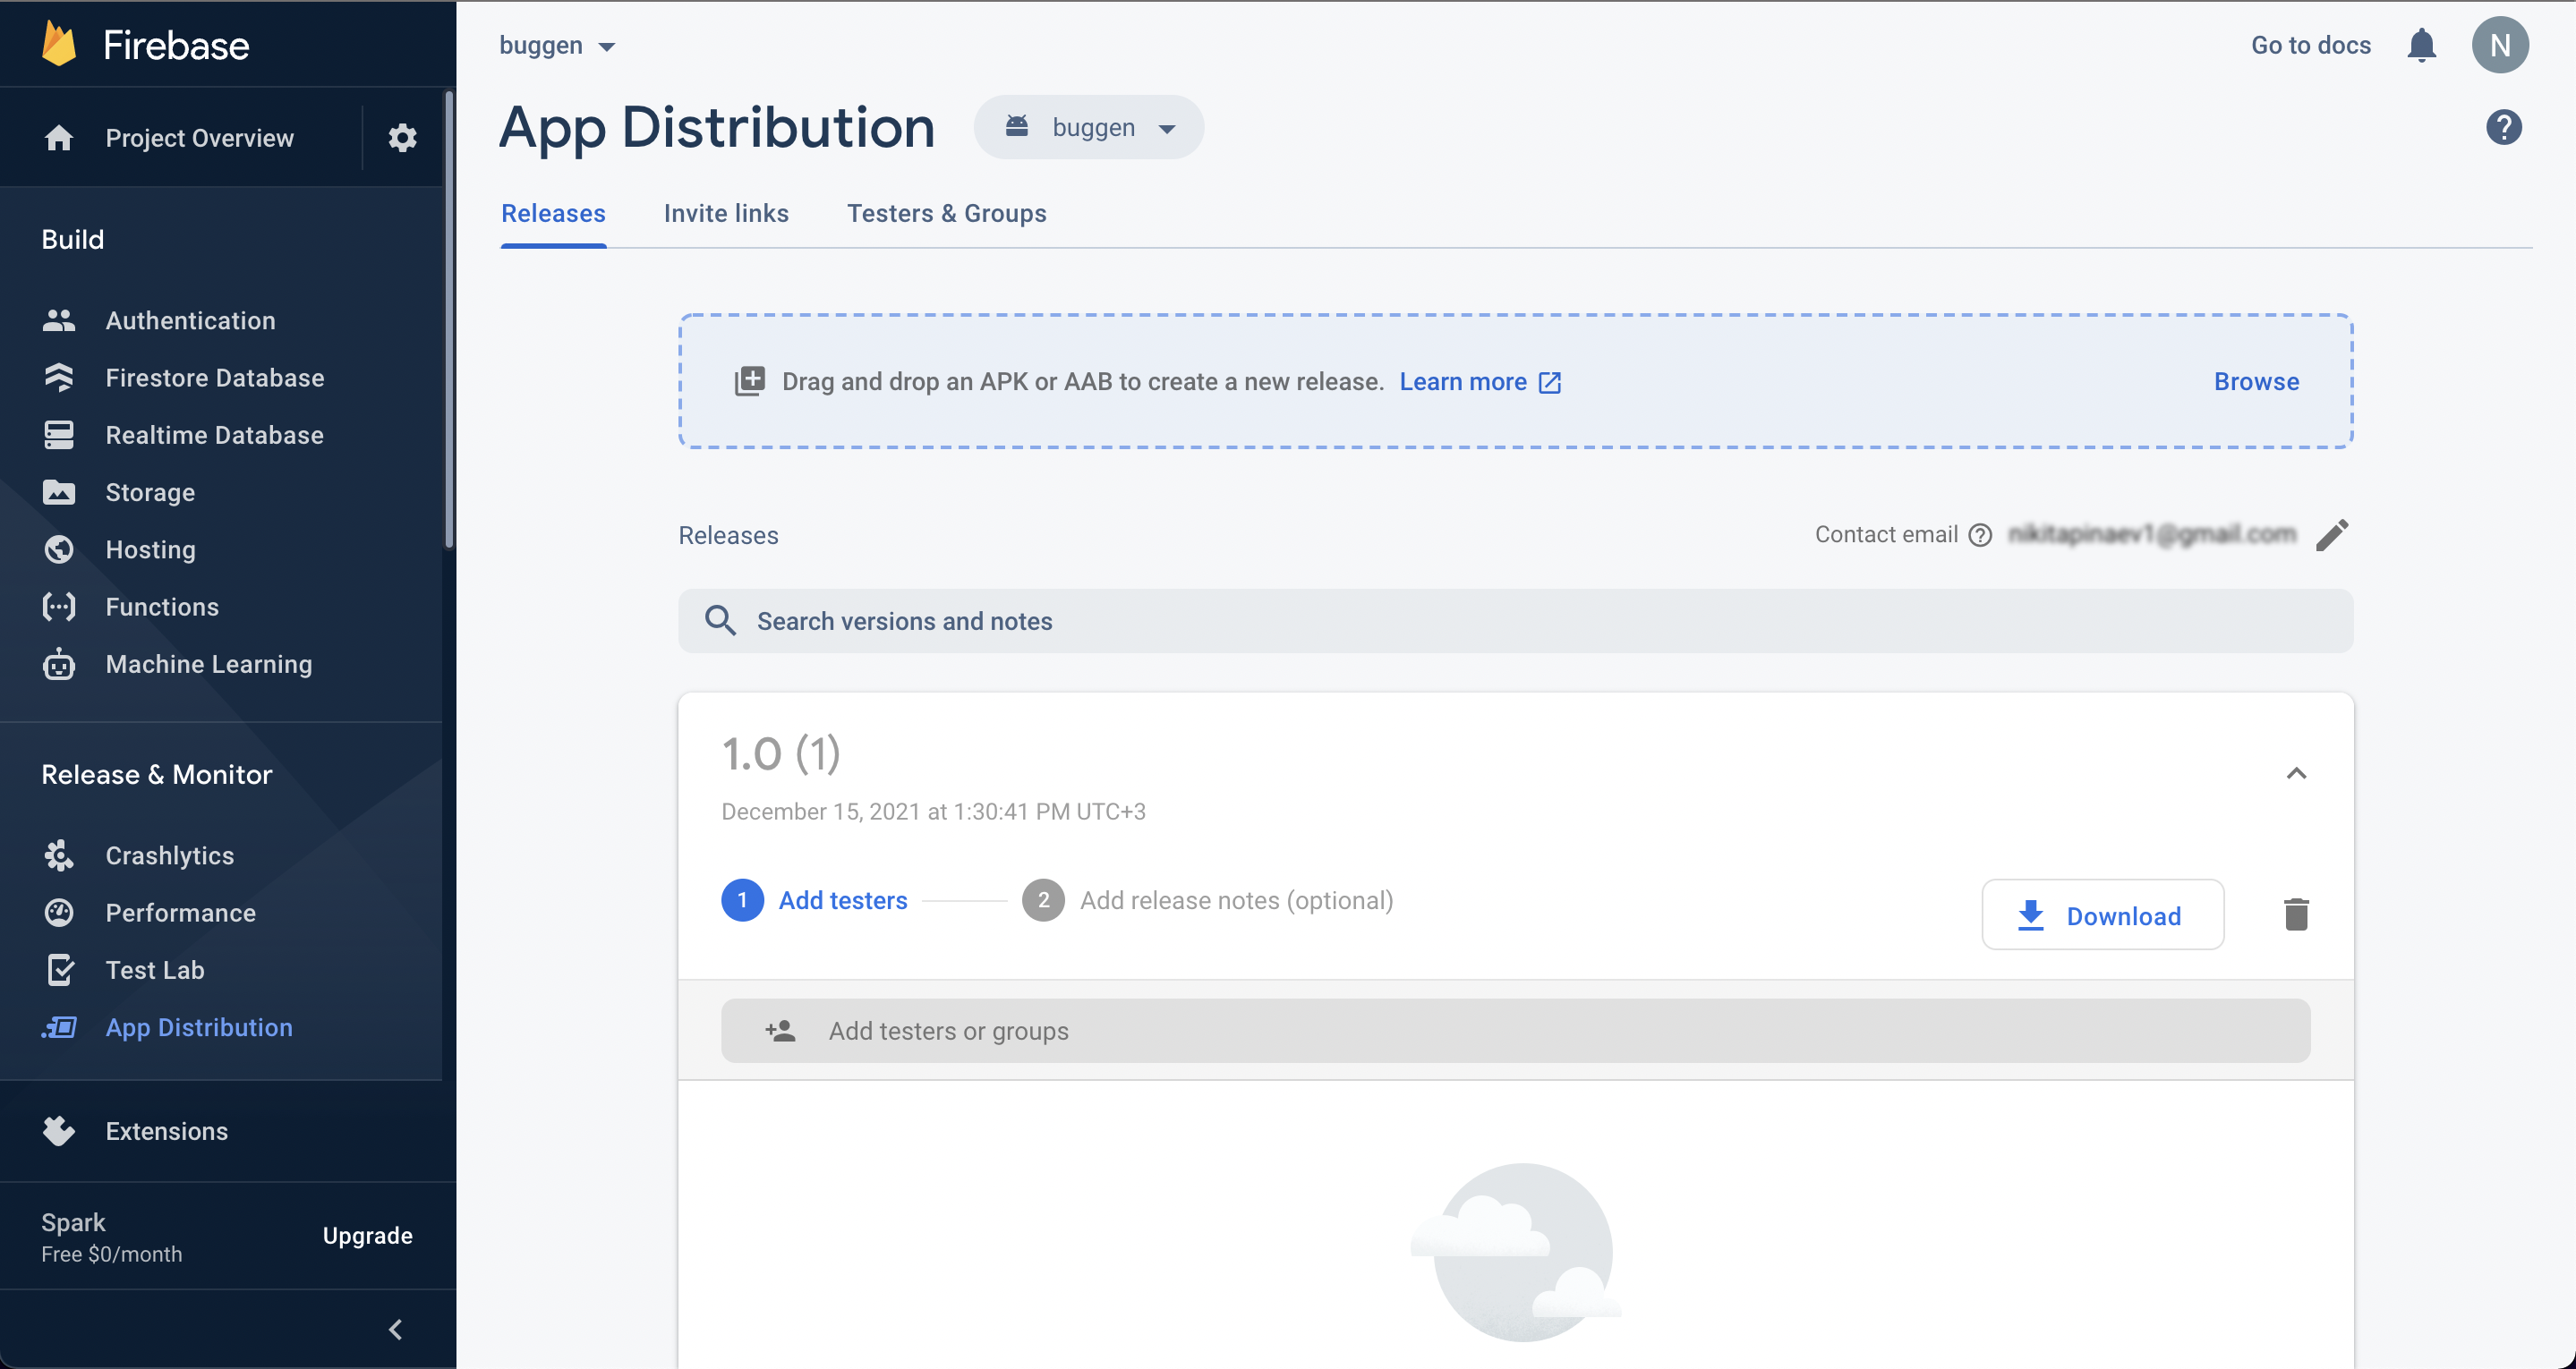 Firebase
Project Overview
Build
Authentication
Firestore Database
Realtime Database
Storage
Hosting
Functions
Machine Learning
Release & Monitor
Crashlytics
Performance
Test Lab
App Distribution
Extensions
Spark
Free $0/month
Upgrade
buggen
Go to docs
N
App Distribution
buggen
Releases
Invite links
Testers & Groups
Drag and drop an APK or AAB to create a new release. Learn more
Browse
Releases
Contact email
Search versions and notes
1.0 (1)
December 15, 2021 at 1:30:41 PM UTC+3
1 Add testers
2 Add release notes (optional)
Download
Add testers or groups